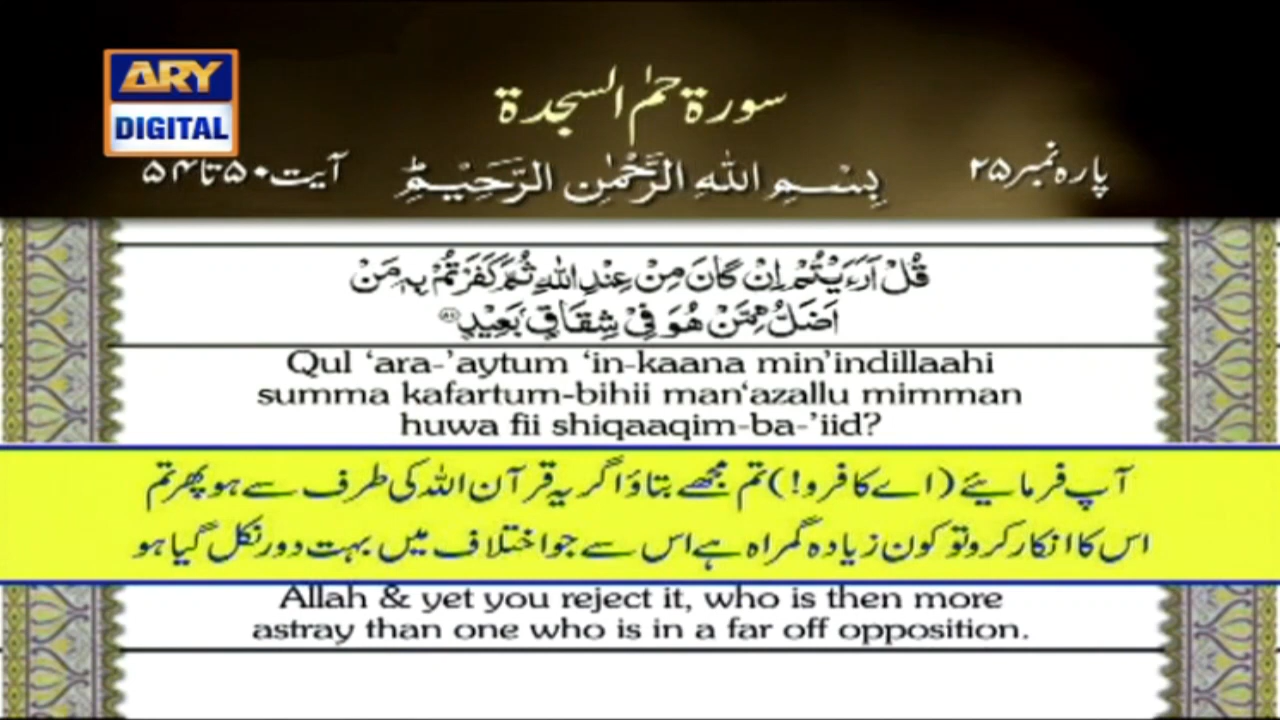 ARY
DIGITAL
سورۃ حٰمٓ السجدۃ
پارہ نمبر ۲۵
بِسْمِ اللّٰهِ الرَّحْمٰنِ الرَّحِيْمِ
آیت ۵۰ تا ۵۴
قُلْ اَرَءَيْتُمْ اِنْ كَانَ مِنْ عِنْدِ اللّٰهِ ثُمَّ كَفَرْتُمْ بِهٖ مَنْ
اَضَلُّ مِمَّنْ هُوَ فِيْ شِقَاقٍۭ بَعِيْدٍ ۝۵۲
Qul ‘ara-’aytum ‘in-kaana min’indillaahi
summa kafartum-bihii man‘azallu mimman
huwa fii shiqaaqim-ba-’iid?
آپ فرمائیے (اے کافرو!) تم مجھے بتاؤ اگر یہ قرآن اللہ کی طرف سے ہو پھر تم
اس کا انکار کرو تو کون زیادہ گمراہ ہے اس سے جو اختلاف میں بہت دور نکل گیا ہو
Allah & yet you reject it, who is then more
astray than one who is in a far off opposition.